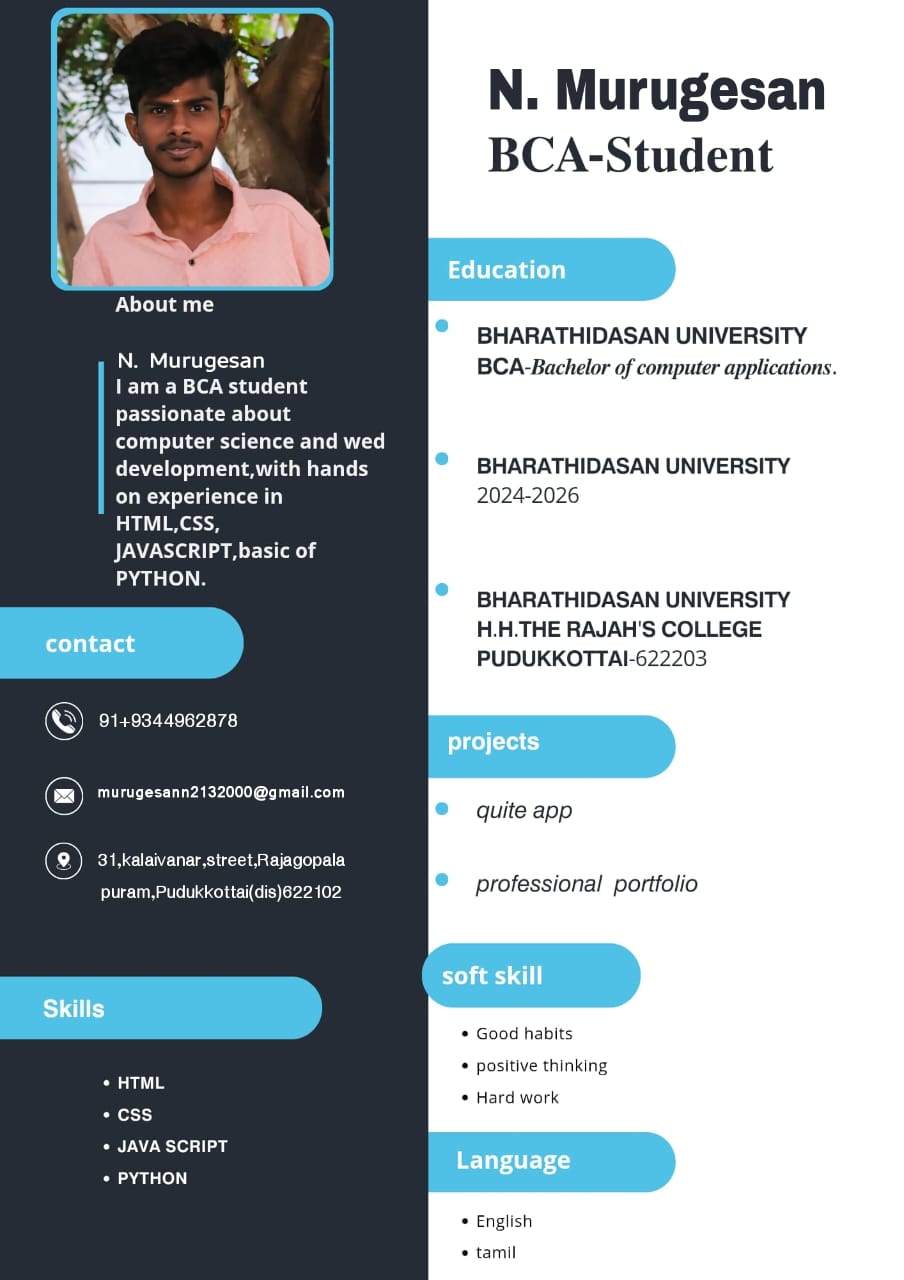 About me
N. Murugesan
I am a BCA student
passionate about
computer science and wed
development,with hands
on experience in
HTML,CSS,
JAVASCRIPT,basic of
PYTHON.
contact
91+9344962878
murugesann2132000@gmail.com
31,kalaivanar,street,Rajagopala
puram,Pudukkottai(dis)622102
Skills
• HTML
• CSS
• JAVA SCRIPT
• PYTHON
N. Murugesan
BCA-Student
Education
BHARATHIDASAN UNIVERSITY
BCA-Bachelor of computer applications.
BHARATHIDASAN UNIVERSITY
2024-2026
BHARATHIDASAN UNIVERSITY
H.H.THE RAJAH'S COLLEGE
PUDUKKOTTAI-622203
projects
quite app
professional portfolio
soft skill
• Good habits
• positive thinking
• Hard work
Language
• English
• tamil